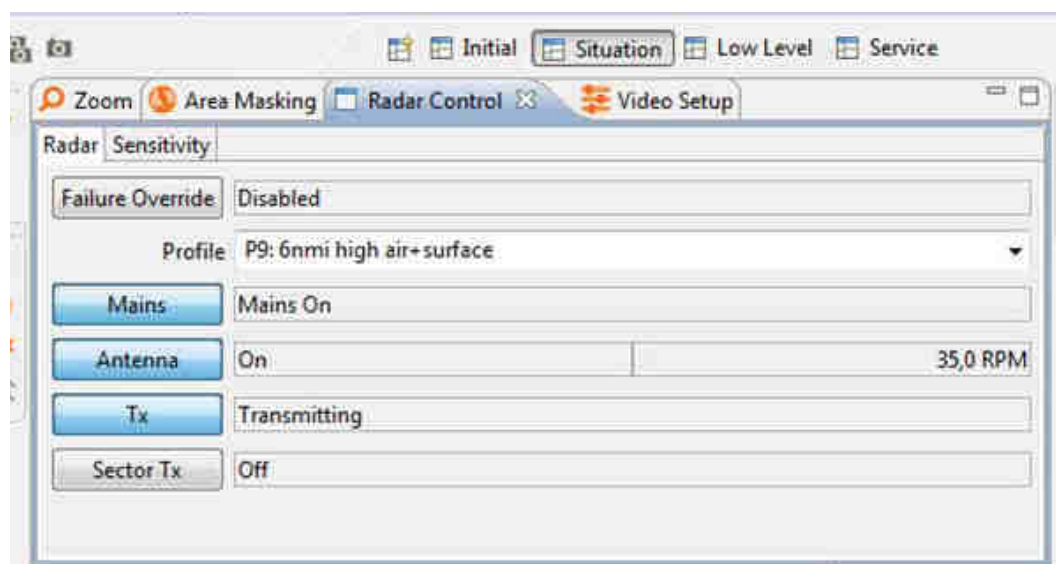 Initial Situation Low Level Service
Zoom Area Masking Radar Control Video Setup
Radar Sensitivity
Failure Override Disabled
Profile P9: 6nmi high air+surface
Mains Mains On
Antenna On 35,0 RPM
Tx Transmitting
Sector Tx Off